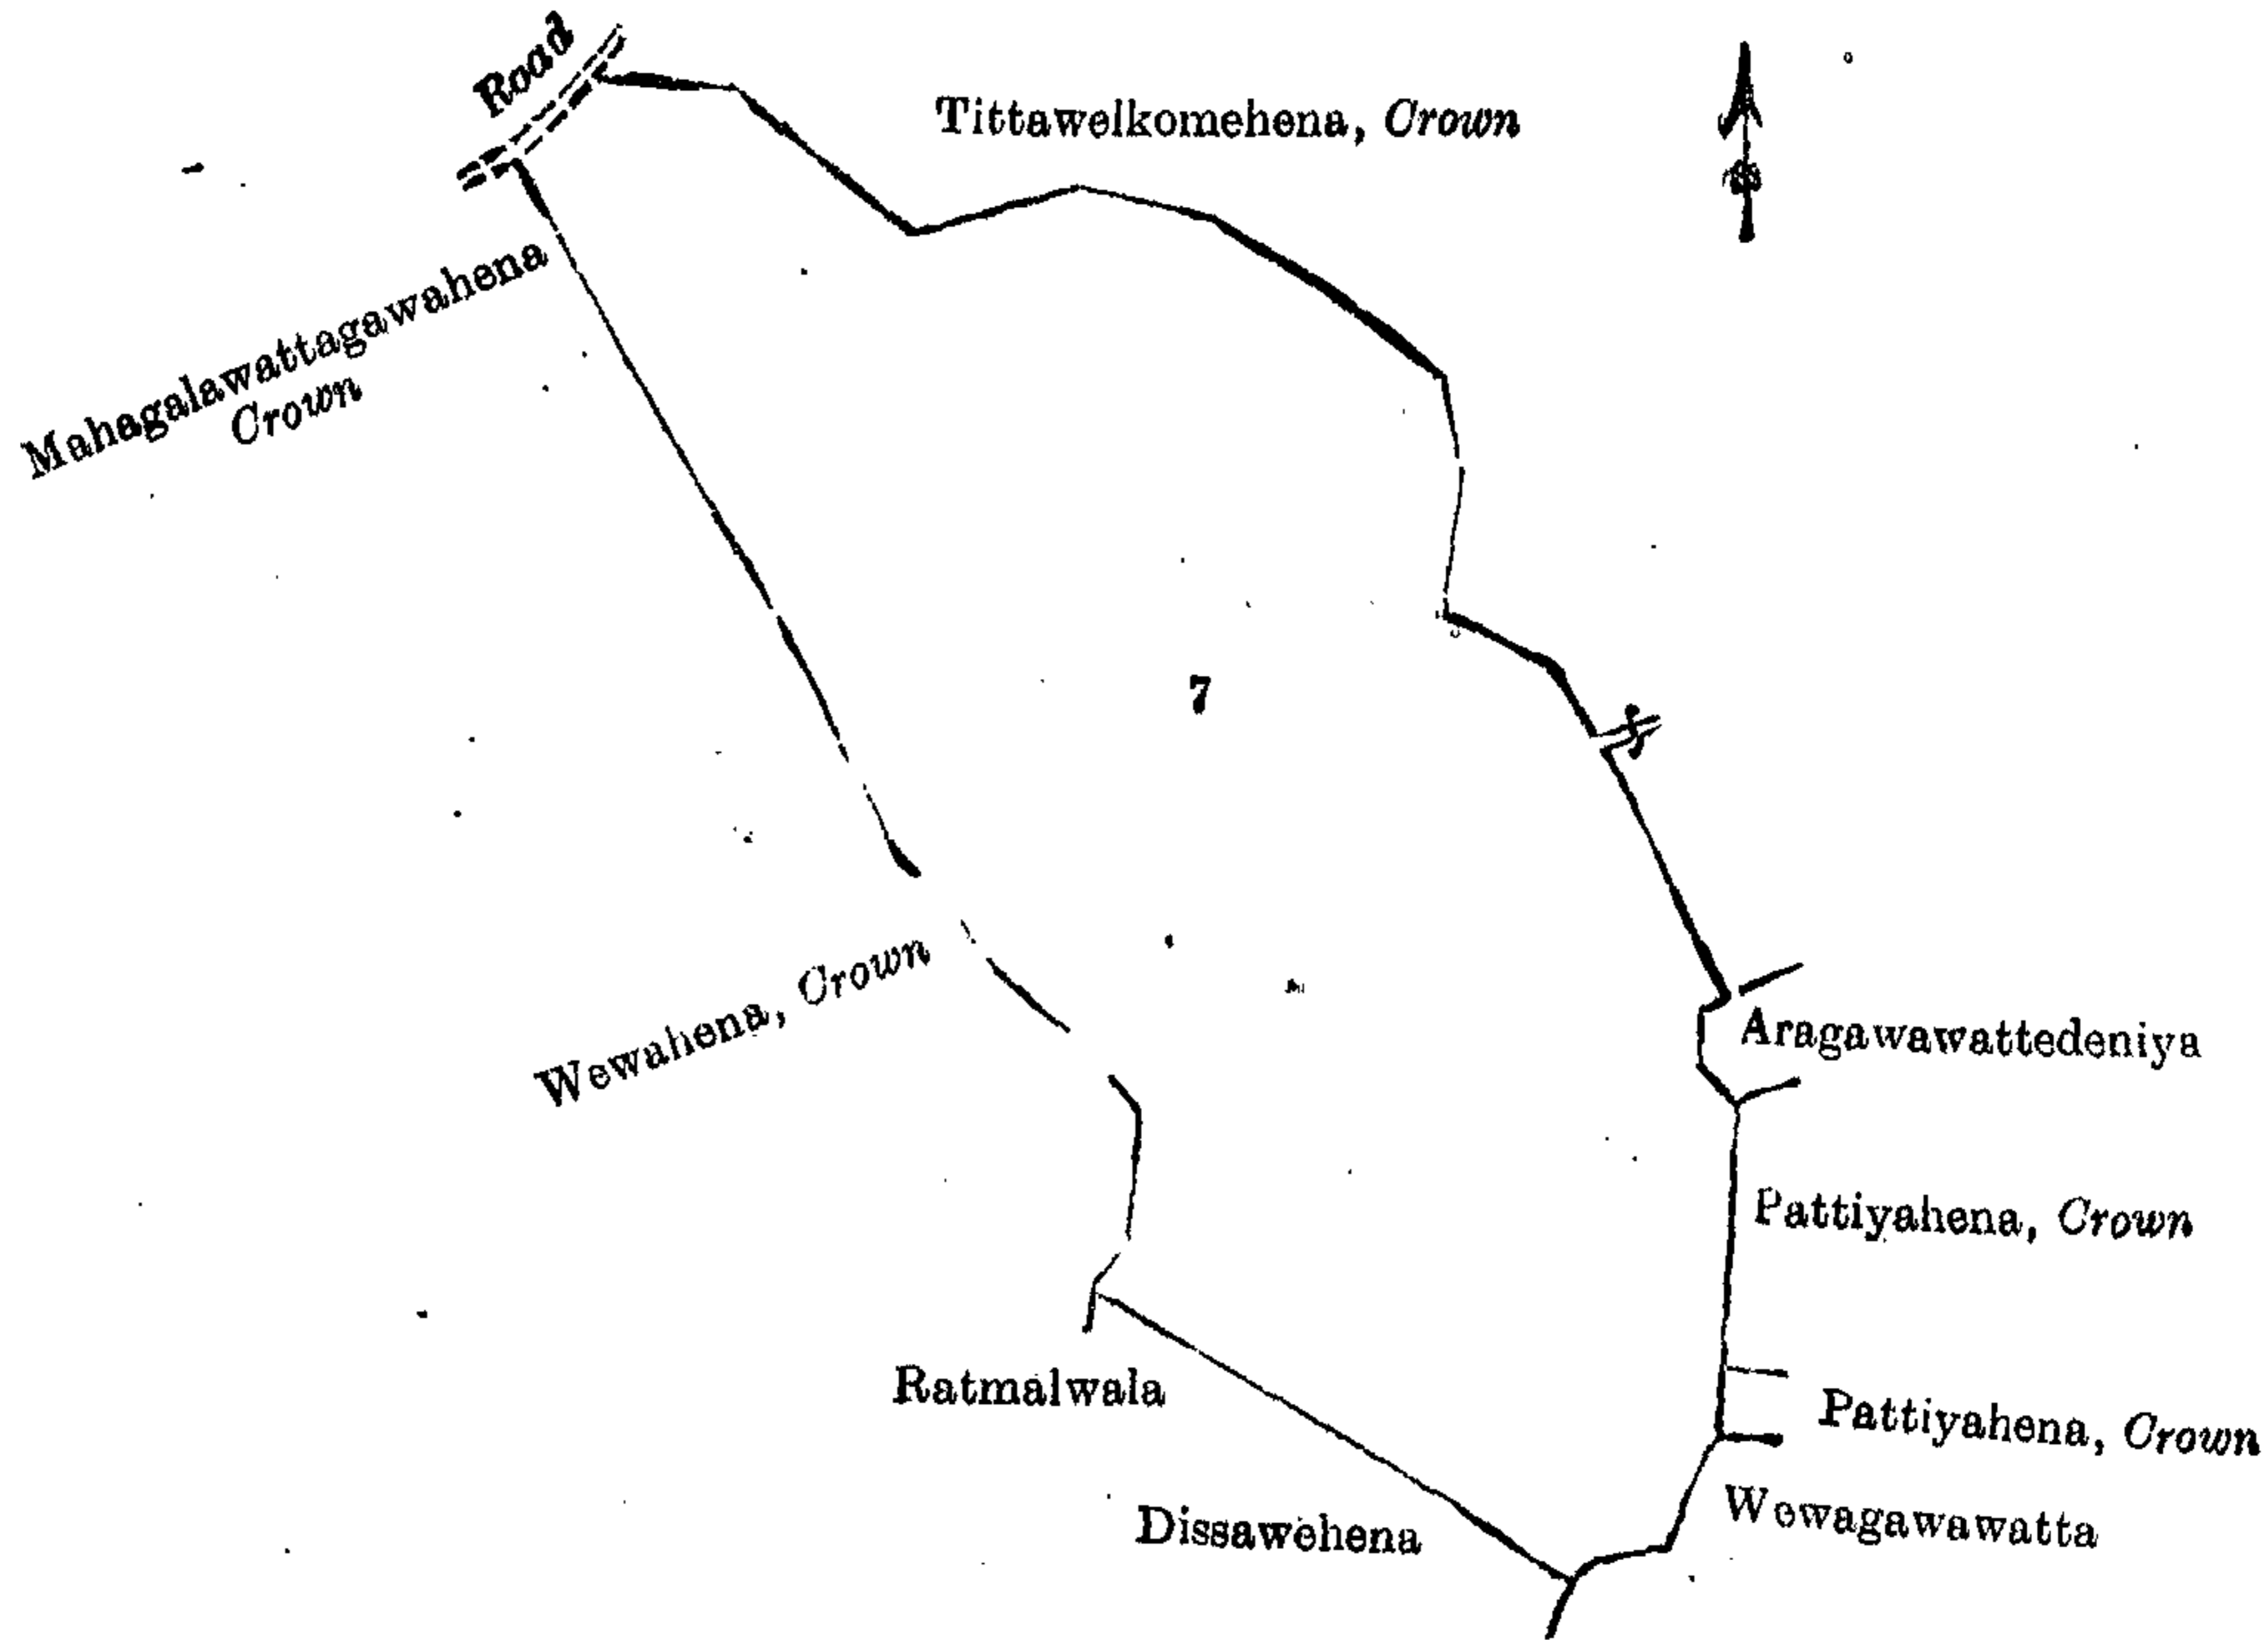 Road
Tittawelkomehena, Crown
Mahagalawattagawahena
Crown
7
Wewahena, Crown
Aragawawattedeniya
Pattiyahena, Crown
Ratmalwala
Pattiyahena, Crown
Dissawehena
Wewagawawatta